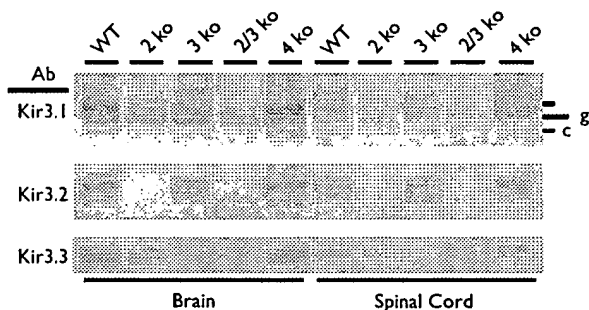 WT 2 ko 3 ko 2/3 ko 4 ko WT 2 ko 3 ko 2/3 ko 4 ko
Ab
Kir3.1
g
c
Kir3.2
Kir3.3
Brain Spinal Cord